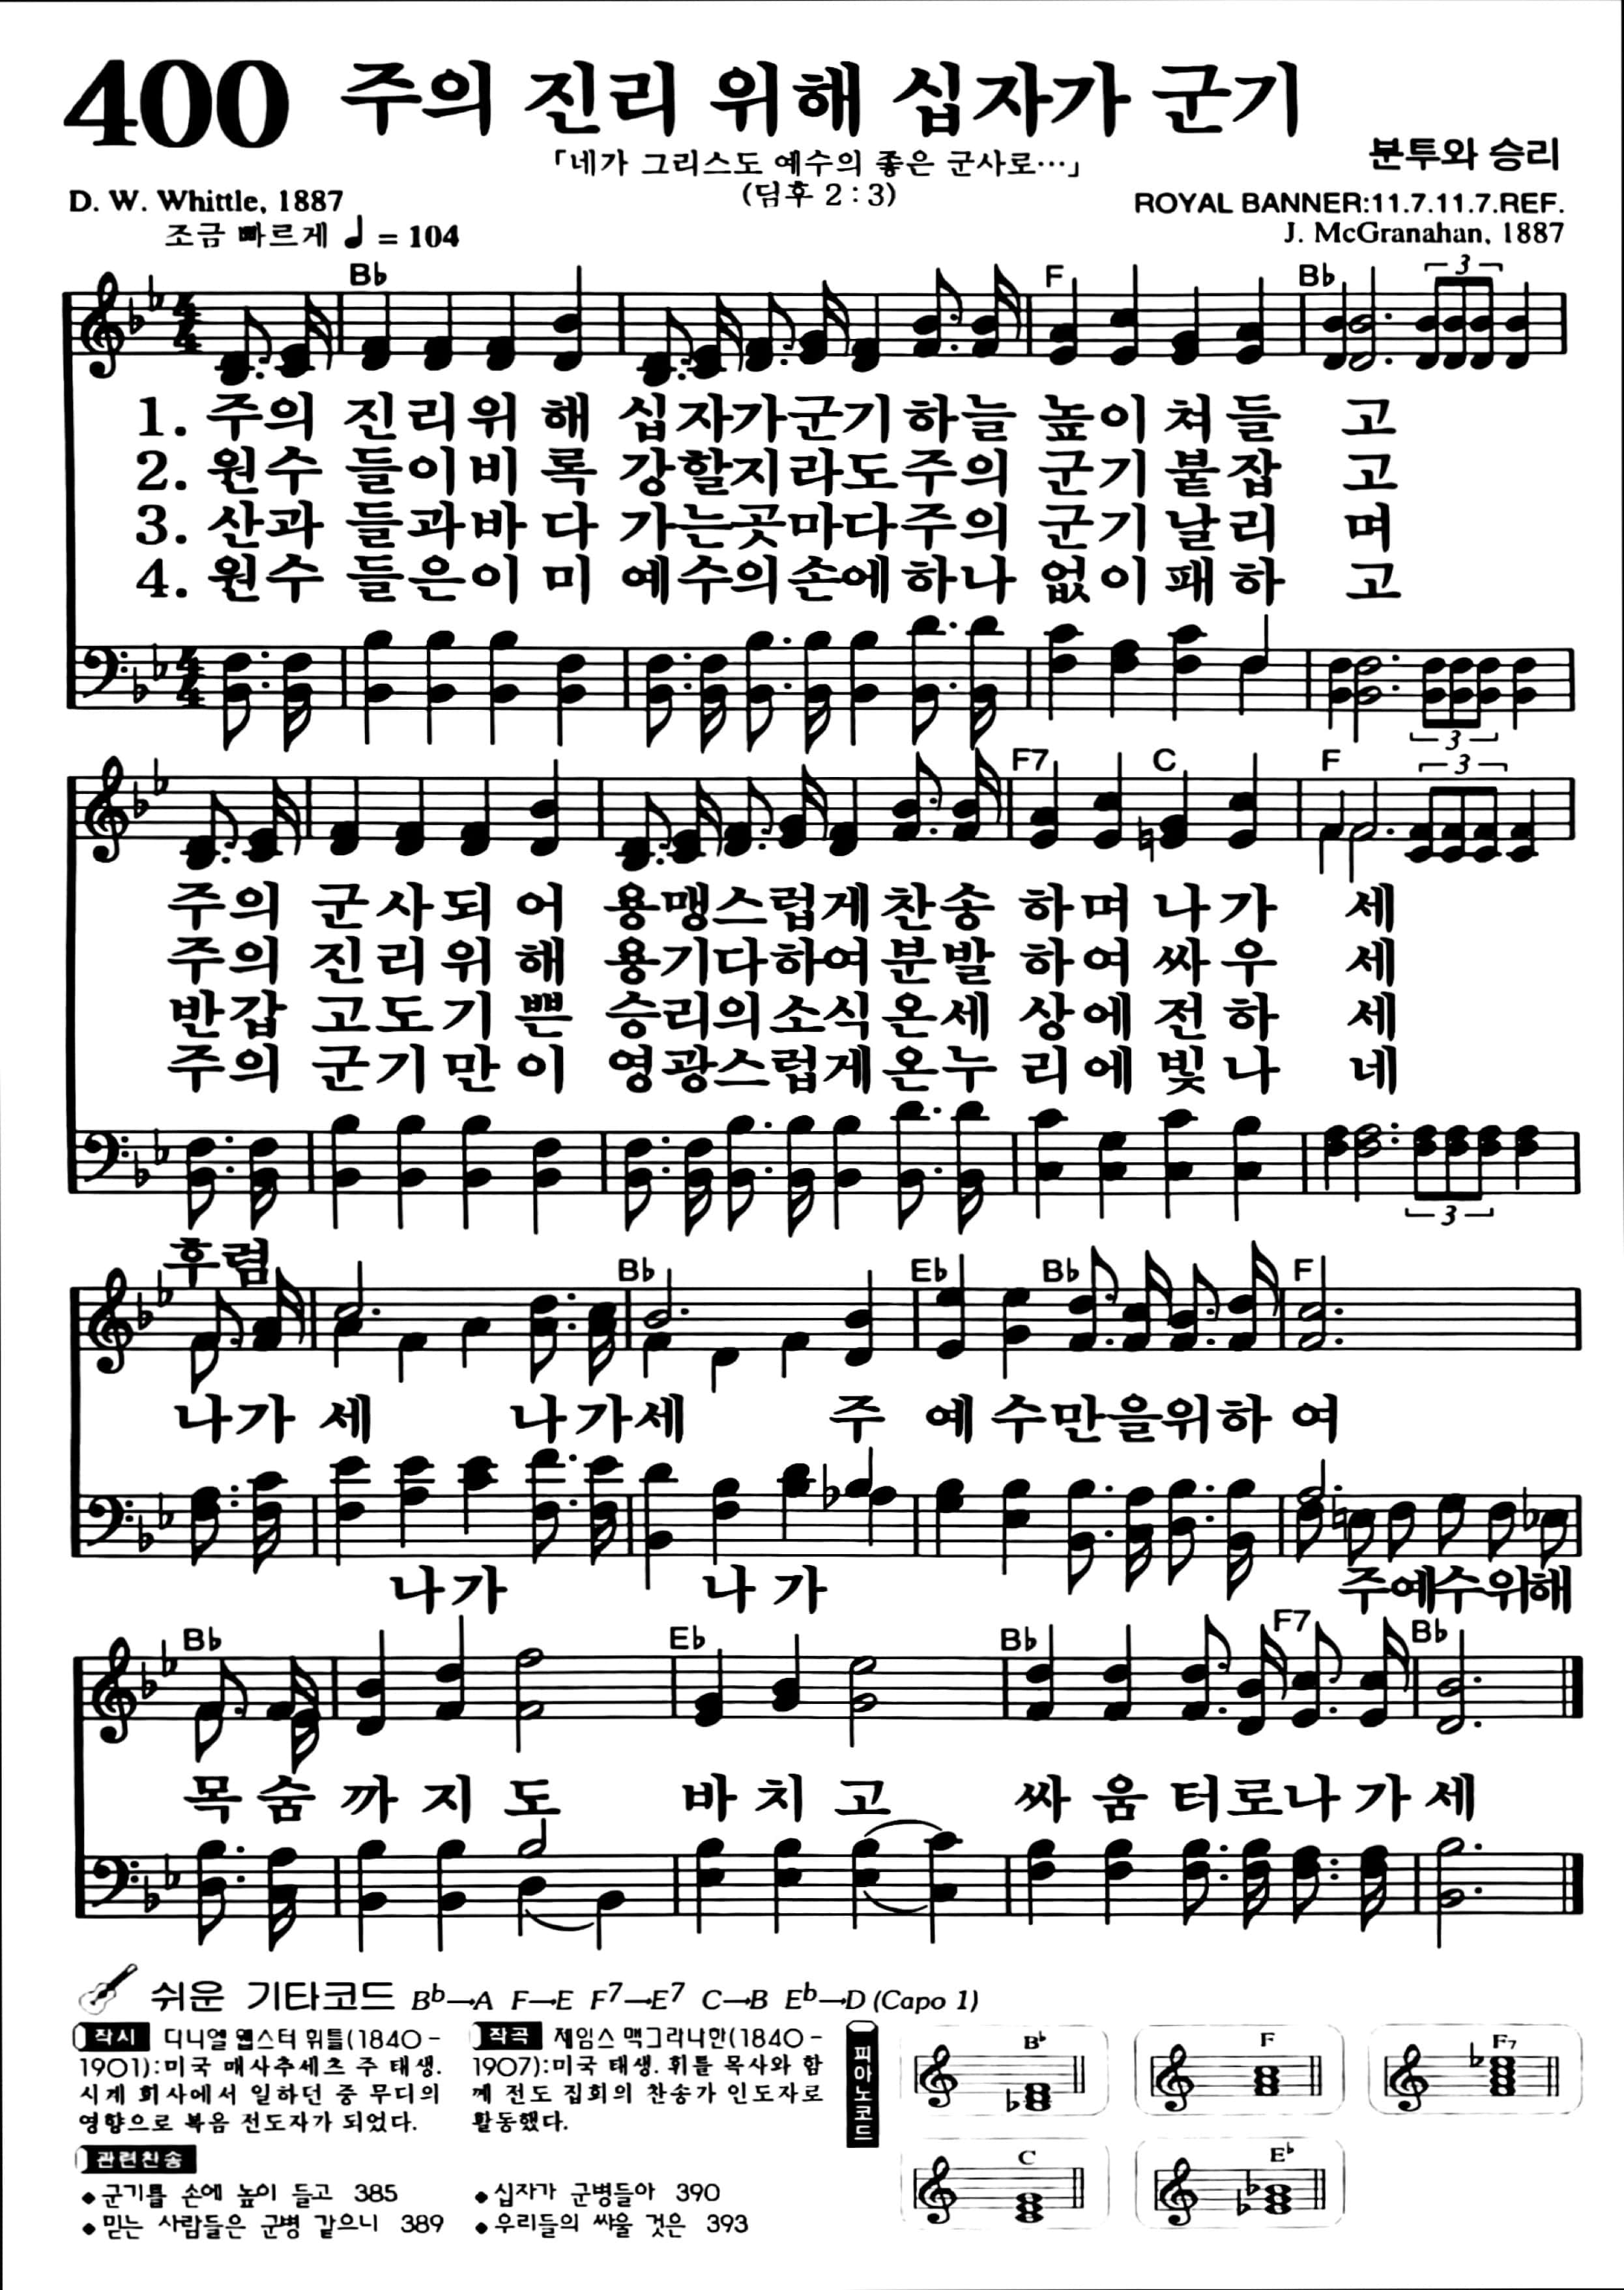 400 주의 진리 위해 십자가 군기
「네가 그리스도 예수의 좋은 군사로…」
(딤후 2 : 3)
분투와 승리
D. W. Whittle, 1887
ROYAL BANNER:11.7.11.7.REF.
조금 빠르게 ♩ = 104
J. McGranahan, 1887
B♭ F B♭ 3
1. 주의 진리위 해 십자가군기하늘 높이 쳐들 고
2. 원수 들이비 록 강할지라도주의 군기 붙잡 고
3. 산과 들과바 다 가는곳마다주의 군기 날리 며
4. 원수 들은이 미 예수의손에하나 없이 패하 고
3
F7 C F 3
주의 군사되 어 용맹스럽게찬송 하며 나가 세
주의 진리위 해 용기다하여분발 하여 싸우 세
반갑 고도기 쁜 승리의소식온세 상에 전하 세
주의 군기만 이 영광스럽게온누 리에 빛나 네
3
후렴
B♭ E♭ B♭ F
나가 세 나가세 주 예 수만을위하 여
나가 나 가 주예수위해
B♭ E♭ B♭ F7 B♭
목 숨 까 지 도 바 치 고 싸 움 터로나 가 세
쉬운 기타코드 B♭→A F→E F7→E7 C→B E♭→D (Capo 1)
작시 디니엘 웹스터 휘틀(1840-
1901):미국 매사추세츠 주 태생.
시계 회사에서 일하던 중 무디의
영향으로 복음 전도자가 되었다.
작곡 제임스 맥그라나한(1840-
1907):미국 태생. 휘틀 목사와 함
께 전도 집회의 찬송가 인도자로
활동했다.
피아노코드
B♭ F F7
C E♭
관련찬송
◆군기를 손에 높이 들고 385
◆믿는 사람들은 군병 같으니 389
◆십자가 군병들아 390
◆우리들의 싸울 것은 393